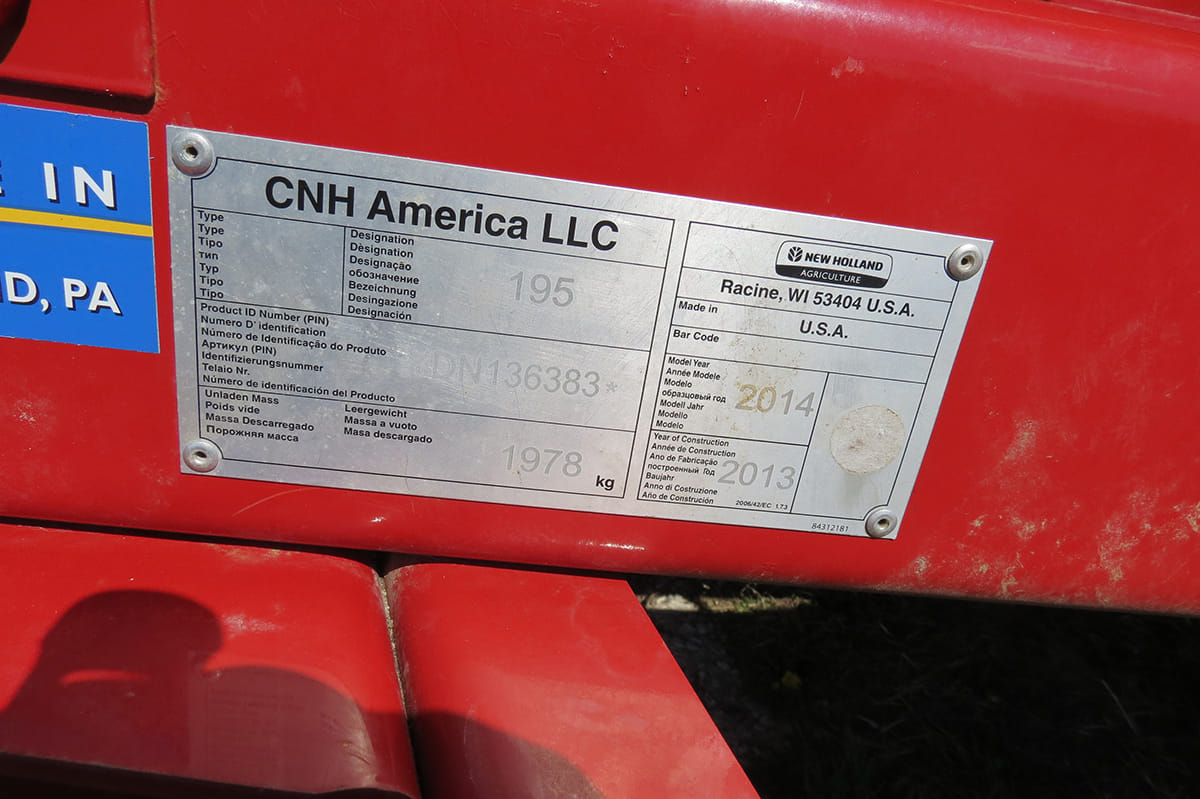 IN
D, PA
CNH America LLC
Type
Type
Tipo
тип
Typ
Tipo
Tipo
Designation
Dèsignation
Designação
обозначение
Bezeichnung
Desingazione
Designación
195
Product ID Number (PIN)
Numero D' identification
Número de Identificação do Produto
Артикул (PIN)
Identifizierungsnummer
Telaio Nr.
Número de identificación del Producto
DN136383*
Unladen Mass
Poids vide
Massa Descarregado
Порожняя масса
Leergewicht
Massa a vuoto
Masa descargado
1978
kg
NEW HOLLAND
AGRICULTURE
Racine, WI 53404 U.S.A.
Made in
U.S.A.
Bar Code
Model Year
Année Modele
Modelo
образцовый год
Modell Jahr
Modello
Modelo
2014
Year of Construction
Année de Construction
Ano de Fabricação
построенный Год
Baujahr
Anno di Costruzione
Año de Construción
2013
2006/42/EC 1.7.3
84312181